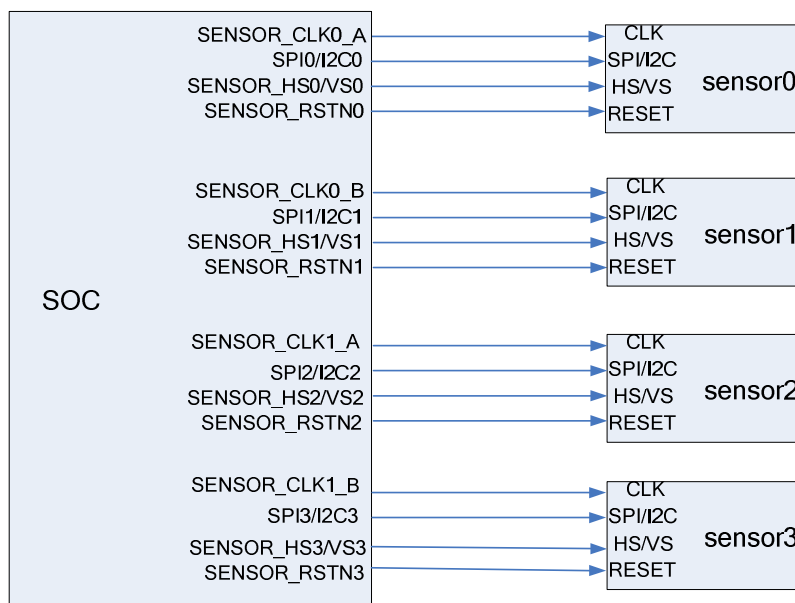 SOC
SENSOR_CLK0_A
SPI0/I2C0
SENSOR_HS0/VS0
SENSOR_RSTN0
CLK
SPI/I2C
HS/VS
RESET
sensor0
SENSOR_CLK0_B
SPI1/I2C1
SENSOR_HS1/VS1
SENSOR_RSTN1
CLK
SPI/I2C
HS/VS
RESET
sensor1
SENSOR_CLK1_A
SPI2/I2C2
SENSOR_HS2/VS2
SENSOR_RSTN2
CLK
SPI/I2C
HS/VS
RESET
sensor2
SENSOR_CLK1_B
SPI3/I2C3
SENSOR_HS3/VS3
SENSOR_RSTN3
CLK
SPI/I2C
HS/VS
RESET
sensor3